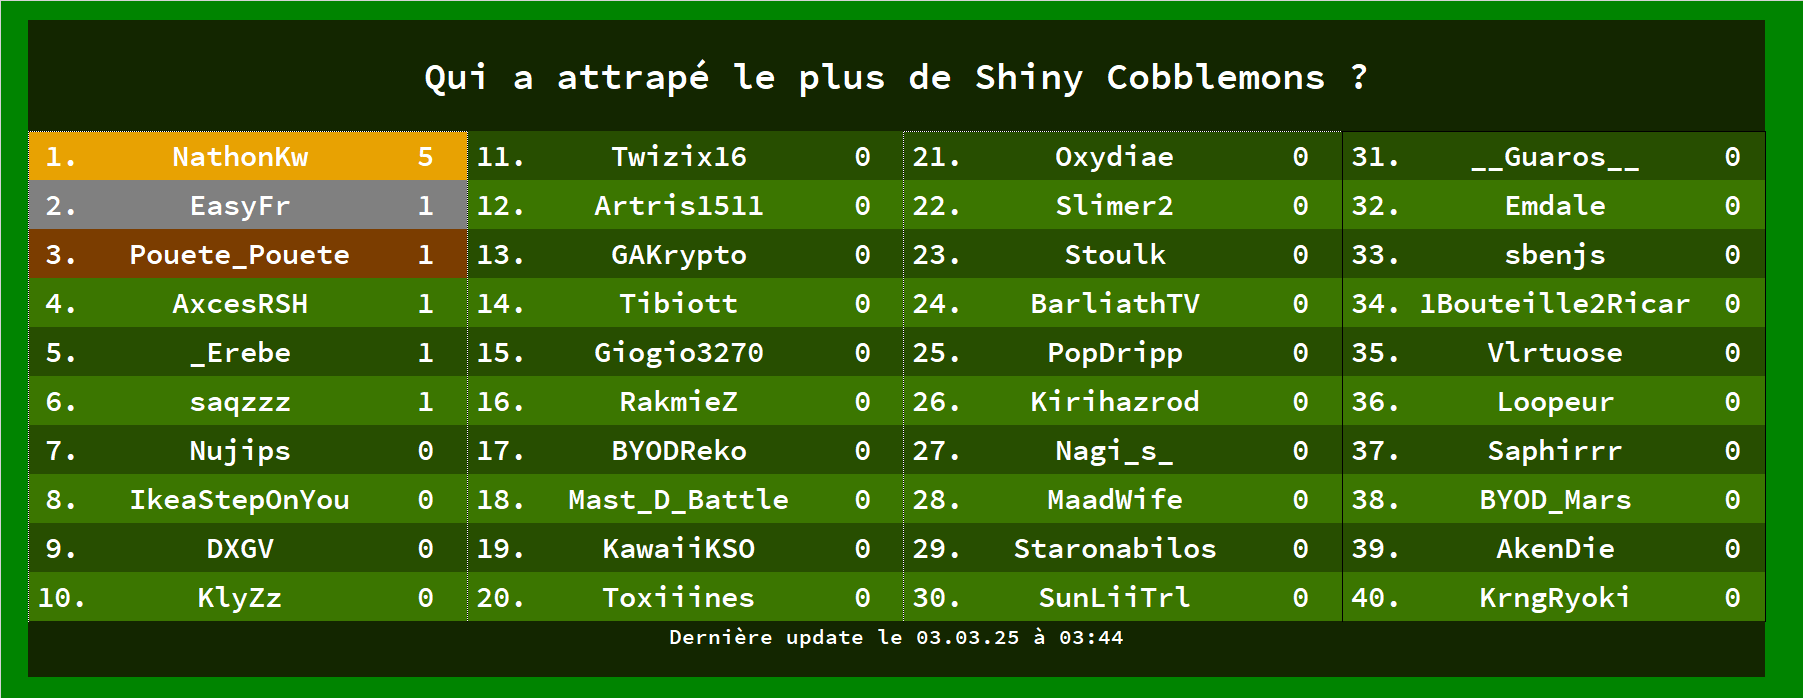 Qui a attrapé le plus de Shiny Cobblemons ?
1. NathonKw 5 11. Twizix16 0 21. Oxydiae 0 31. __Guaros__ 0
2. EasyFr 1 12. Artris1511 0 22. Slimer2 0 32. Emdale 0
3. Pouete_Pouete 1 13. GAKrypto 0 23. Stoulk 0 33. sbenjs 0
4. AxcesRSH 1 14. Tibiott 0 24. BarliathTV 0 34. 1Bouteille2Ricar 0
5. _Erebe 1 15. Giogio3270 0 25. PopDripp 0 35. Vlrtuose 0
6. saqzzz 1 16. RakmieZ 0 26. Kirihazrod 0 36. Loopeur 0
7. Nujips 0 17. BYODReko 0 27. Nagi_s_ 0 37. Saphirrr 0
8. IkeaStepOnYou 0 18. Mast_D_Battle 0 28. MaadWife 0 38. BYOD_Mars 0
9. DXGV 0 19. KawaiiKSO 0 29. Staronabilos 0 39. AkenDie 0
10. KlyZz 0 20. Toxiiines 0 30. SunLiiTrl 0 40. KrngRyoki 0
Dernière update le 03.03.25 à 03:44